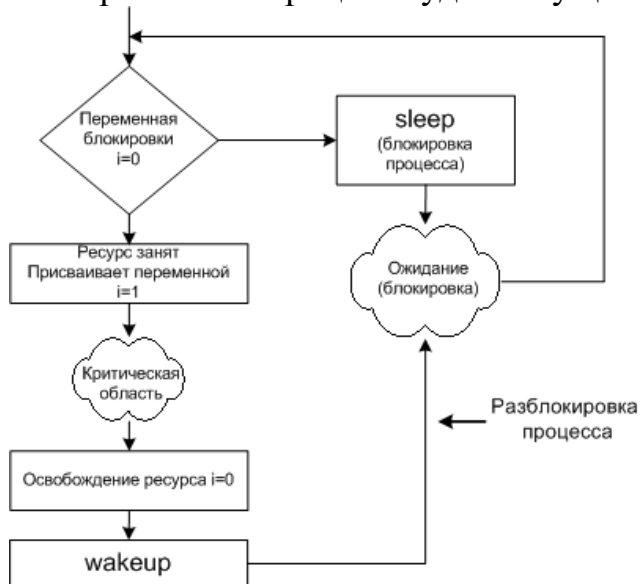 Переменная
блокировки
i=0
sleep
(блокировка
процесса)
Ресурс занят
Присваивает переменной
i=1
Ожидание
(блокировка)
Критическая
область
Разблокировка
процесса
Освобождение ресурса i=0
wakeup